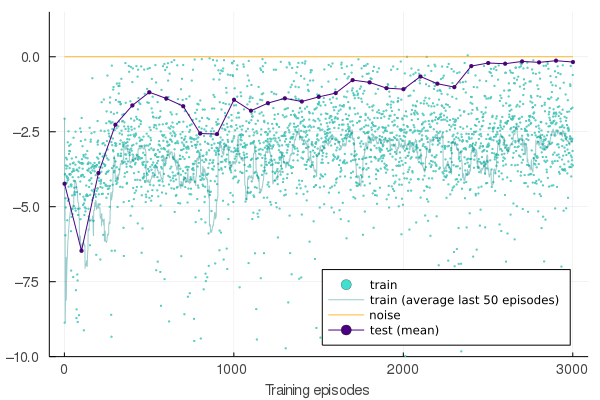 0.0
−2.5
−5.0
−7.5
−10.0
train
train (average last 50 episodes)
noise
test (mean)
0
1000
2000
3000
Training episodes